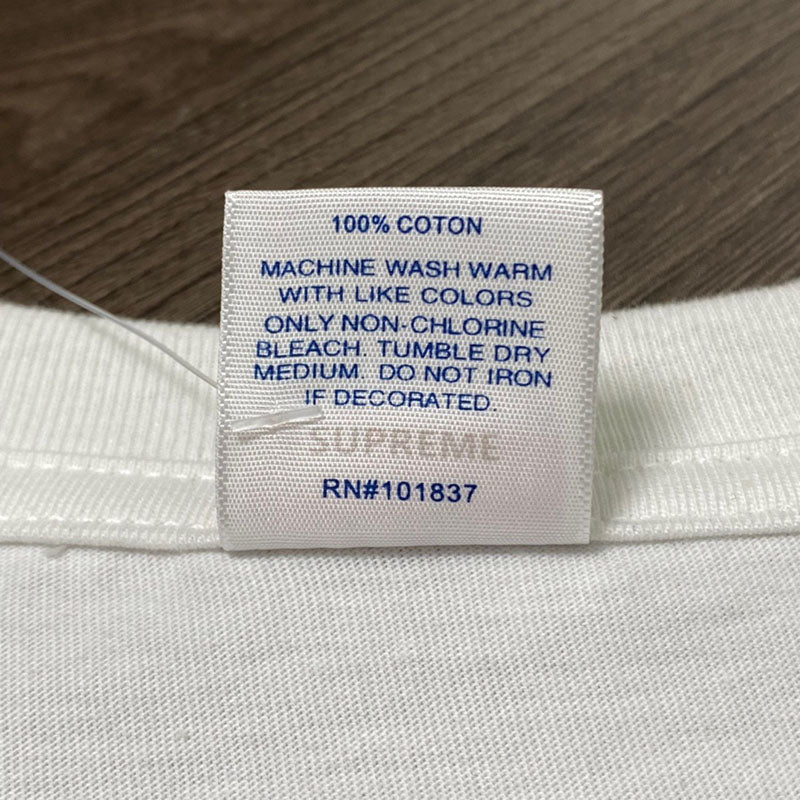 100% COTON
MACHINE WASH WARM
WITH LIKE COLORS
ONLY NON-CHLORINE
BLEACH. TUMBLE DRY
MEDIUM. DO NOT IRON
IF DECORATED.
SUPREME
RN#101837